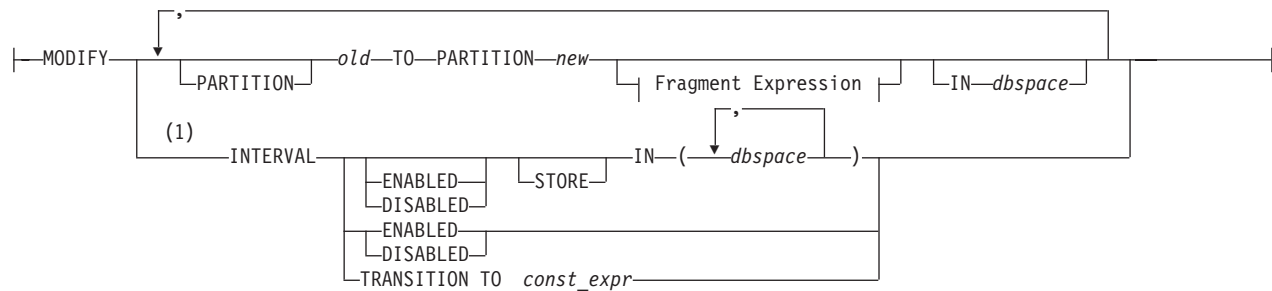 ,
MODIFY old TO PARTITION new
PARTITION Fragment Expression IN dbspace
(1) ,
INTERVAL IN ( dbspace )
ENABLED STORE
DISABLED
ENABLED
DISABLED
TRANSITION TO const_expr